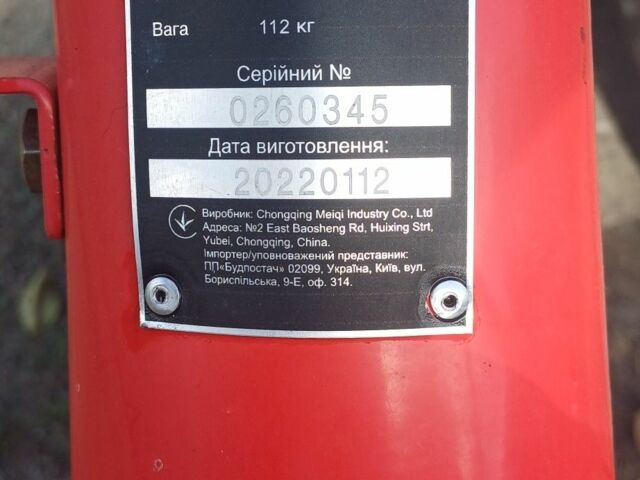 Вага 112 кг
Серійний №
0260345
Дата виготовлення:
20220112
Виробник: Chongqing Meiqi Industry Co., Ltd
Адреса: №2 East Baosheng Rd, Huixing Strt,
Yubei, Chongqing, China.
Імпортер/уповноважений представник:
ПП«Будпостач» 02099, Україна, Київ, вул.
Бориспільська, 9-Е, оф. 314.